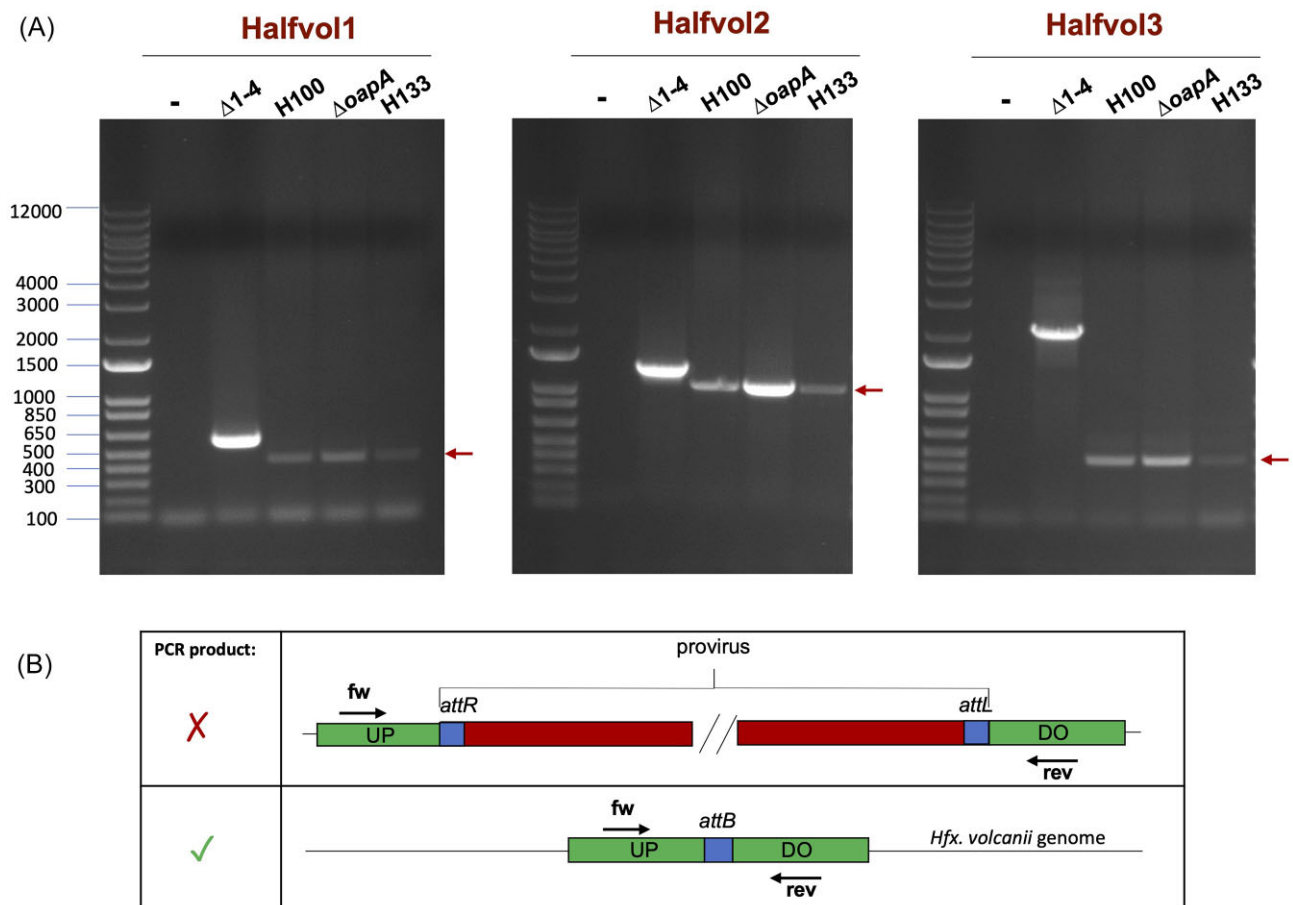 (A)
Halfvol1
Halfvol2
Halfvol3
- Δ1-4 H100 ΔoapA H133
- Δ1-4 H100 ΔoapA H133
- Δ1-4 H100 ΔoapA H133
12000
4000
3000
2000
1500
1000
850
650
500
400
300
100
(B)
PCR product:
provirus
fw
attR
attL
✗
UP
DO
rev
fw
attB
Hfx. volcanii genome
✓
UP
DO
rev